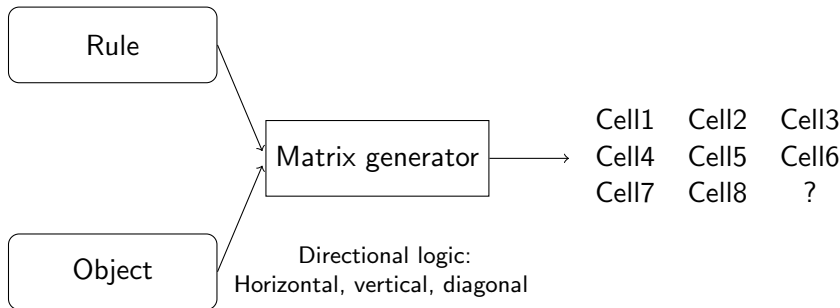 Rule
Matrix generator
Object
Directional logic:
Horizontal, vertical, diagonal
Cell1 Cell2 Cell3
Cell4 Cell5 Cell6
Cell7 Cell8 ?